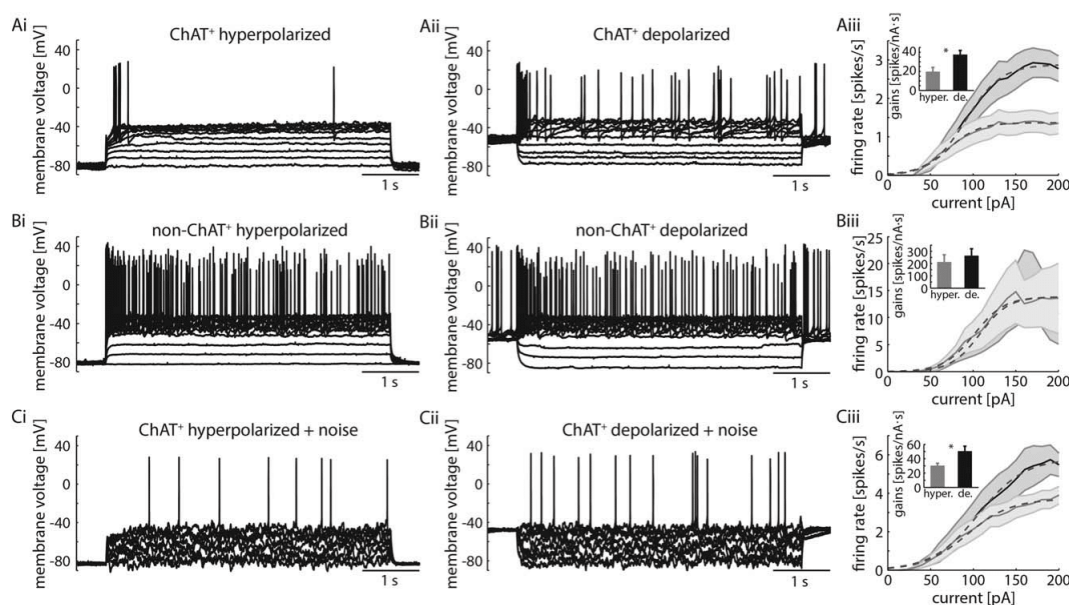 Ai
ChAT⁺ hyperpolarized
membrane voltage [mV]
40
0
-40
-80
1 s
Aii
ChAT⁺ depolarized
membrane voltage [mV]
40
0
-40
-80
1 s
Aiii
firing rate [spikes/s]
3
2
1
0
gains [spikes/nA·s]
40
20
0
*
hyper. de.
50 100 150 200
current [pA]
Bi
non-ChAT⁺ hyperpolarized
membrane voltage [mV]
40
0
-40
-80
1 s
Bii
non-ChAT⁺ depolarized
membrane voltage [mV]
40
0
-40
-80
1 s
Biii
firing rate [spikes/s]
25
20
15
10
5
0
gains [spikes/nA·s]
300
200
100
0
hyper. de.
50 100 150 200
current [pA]
Ci
ChAT⁺ hyperpolarized + noise
membrane voltage [mV]
40
0
-40
-80
1 s
Cii
ChAT⁺ depolarized + noise
membrane voltage [mV]
40
0
-40
-80
1 s
Ciii
firing rate [spikes/s]
6
4
2
0
gains [spikes/nA·s]
60
40
20
0
*
hyper. de.
50 100 150 200
current [pA]